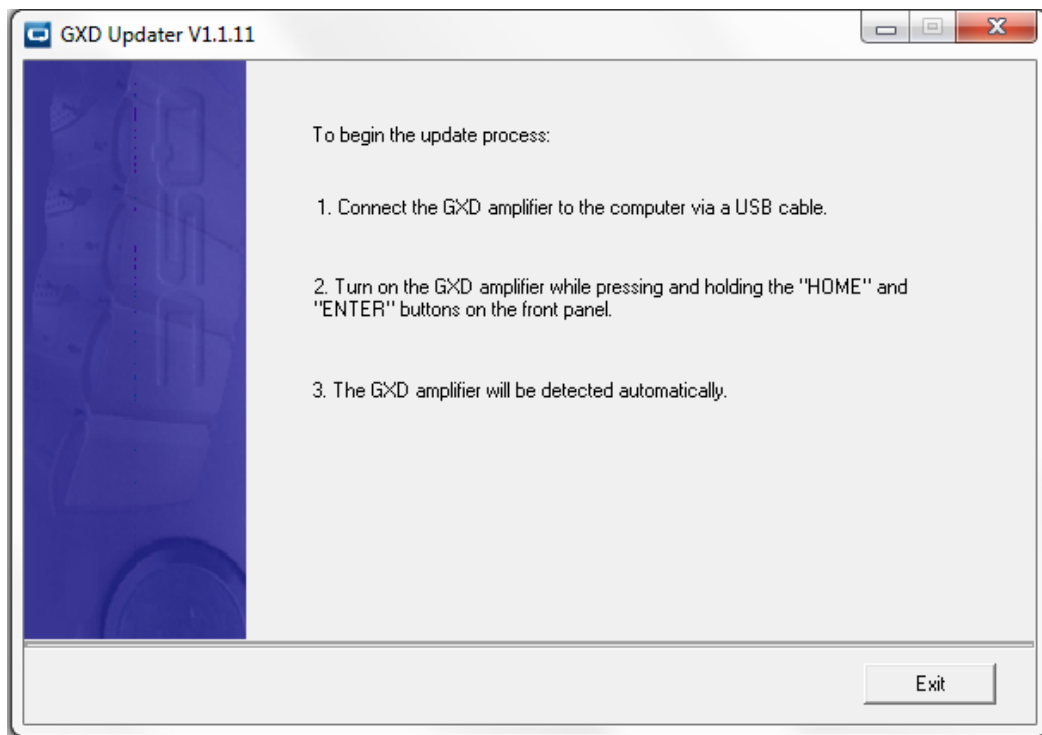 GXD Updater V1.1.11
To begin the update process:
1. Connect the GXD amplifier to the computer via a USB cable.
2. Turn on the GXD amplifier while pressing and holding the "HOME" and
"ENTER" buttons on the front panel.
3. The GXD amplifier will be detected automatically.
QSC
Exit